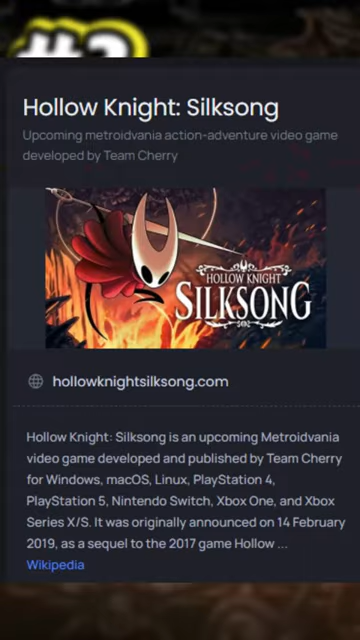 #2
Hollow Knight: Silksong
Upcoming metroidvania action-adventure video game
developed by Team Cherry
HOLLOW KNIGHT
SILKSONG
hollowknightsilksong.com
Hollow Knight: Silksong is an upcoming Metroidvania
video game developed and published by Team Cherry
for Windows, macOS, Linux, PlayStation 4,
PlayStation 5, Nintendo Switch, Xbox One, and Xbox
Series X/S. It was originally announced on 14 February
2019, as a sequel to the 2017 game Hollow ...
Wikipedia